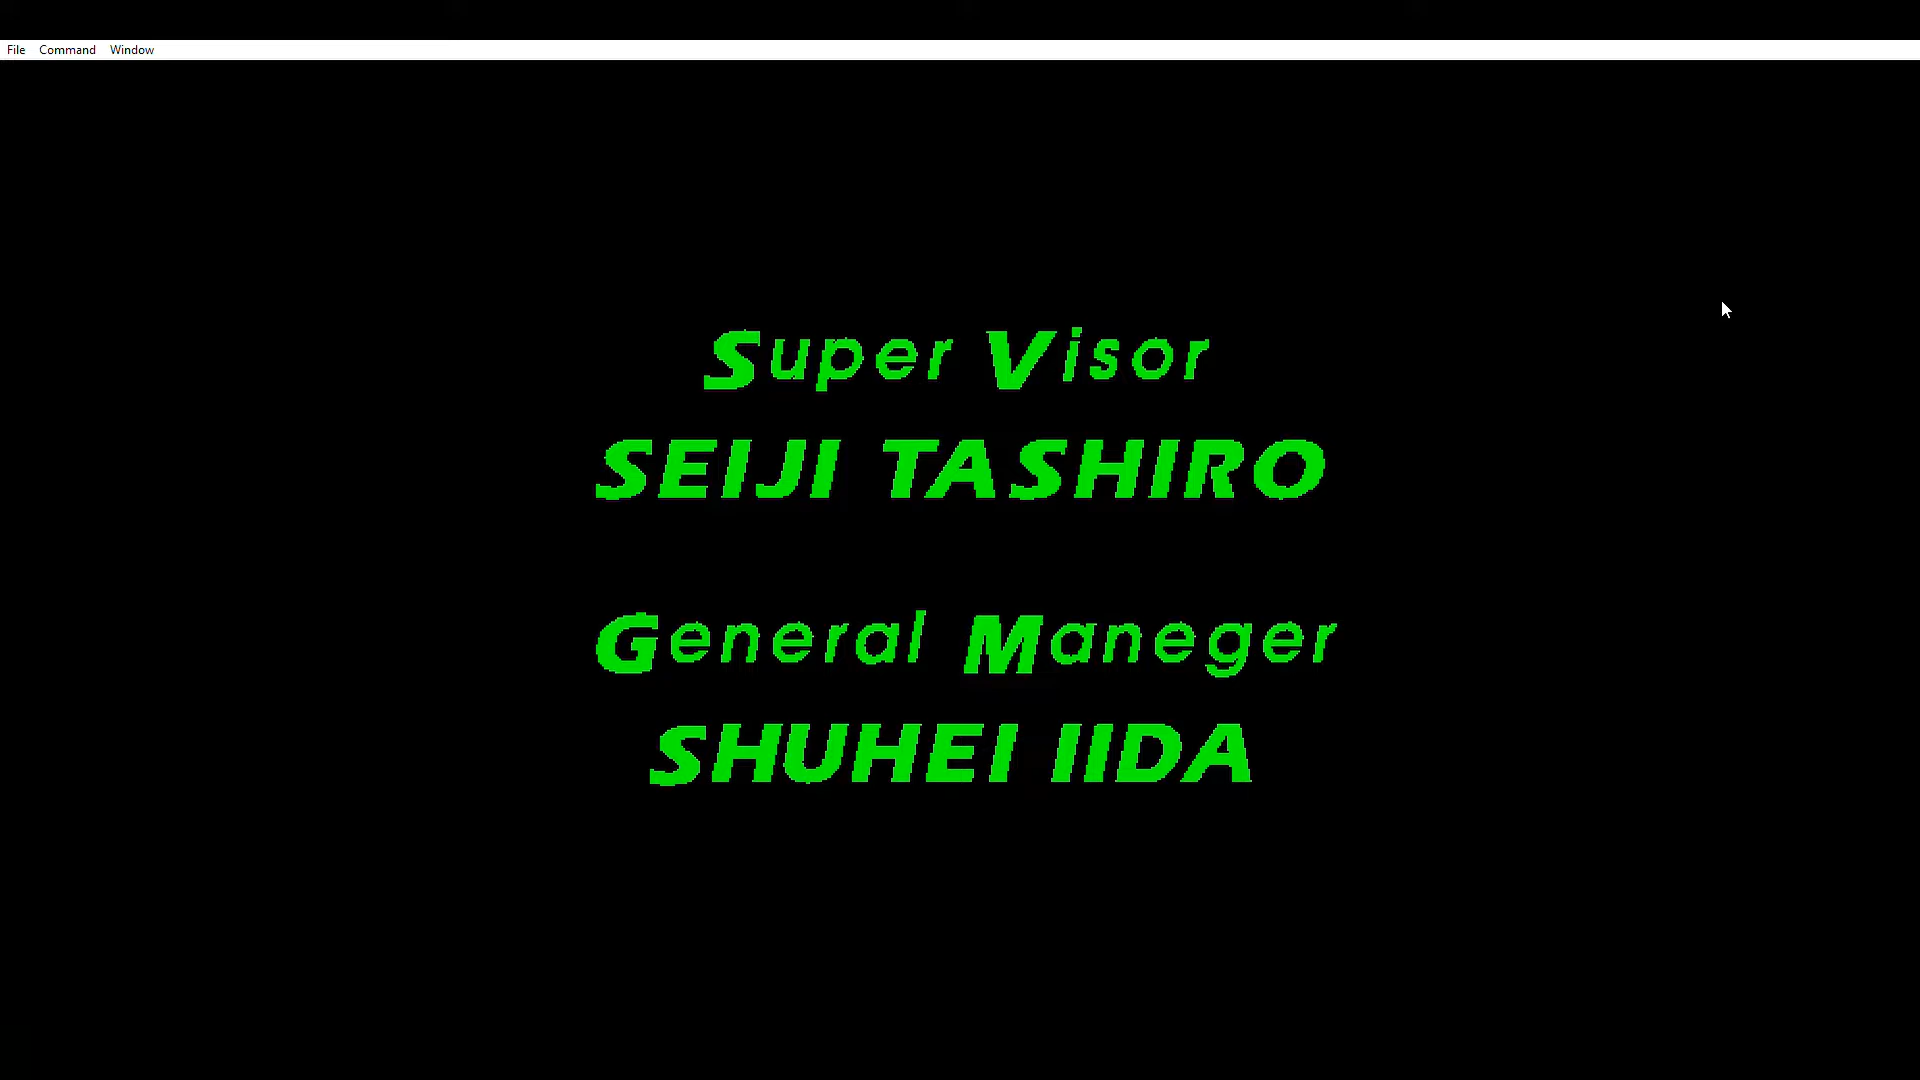 File Command Window
Super Visor
SEIJI TASHIRO
General Maneger
SHUHEI IIDA